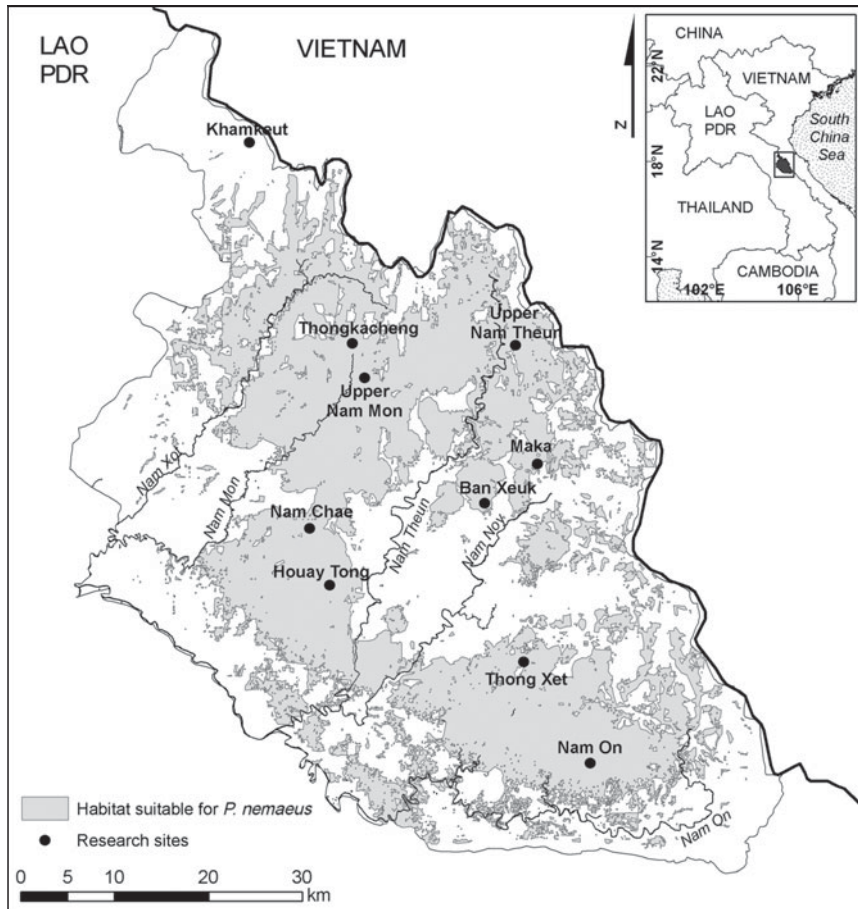 LAO
PDR
VIETNAM
Khamkeut
Thongkacheng
Upper
Nam Mon
Upper
Nam Theun
Maka
Ban Xeuk
Nam Xot
Nam Mon
Nam Theun
Nam Noy
Nam Chae
Houay Tong
Thong Xet
Nam On
Nam On
Habitat suitable for P. nemaeus
Research sites
0 5 10 20 30
km
N
CHINA
22°N
VIETNAM
LAO
PDR
South
China
Sea
18°N
THAILAND
14°N
CAMBODIA
102°E 106°E